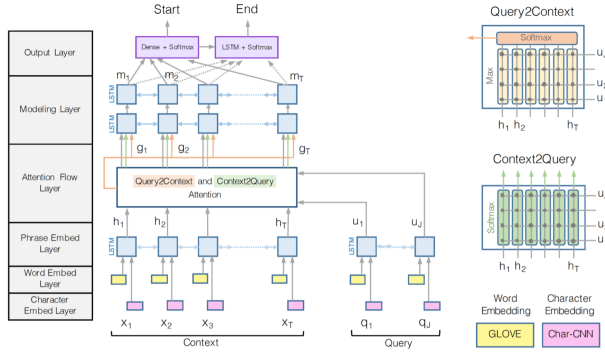 Start End
Query2Context
Output Layer
Dense + Softmax
LSTM + Softmax
Softmax
Max
m1 m2 mT
Modeling Layer
LSTM
LSTM
h1 h2 hT
g1 g2 gT
Attention Flow
Layer
Query2Context and Context2Query
Attention
Context2Query
Softmax
h1 h2 hT
h1 h2 hT
u1 uJ
Phrase Embed
Layer
LSTM
LSTM
Word Embed
Layer
Character
Embed Layer
x1 x2 x3 xT
q1 qJ
Context
Query
Word
Embedding
Character
Embedding
GLOVE
Char-CNN